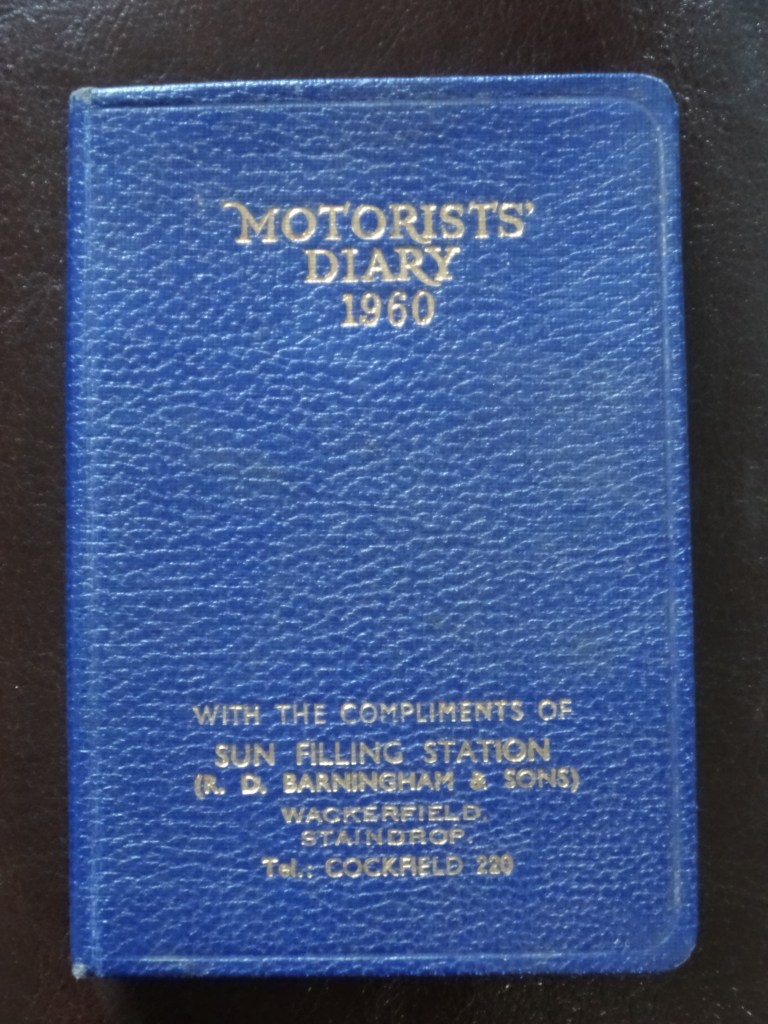 MOTORISTS'
DIARY
1960
WITH THE COMPLIMENTS OF
SUN FILLING STATION
(R. D. BARNINGHAM & SONS)
WACKERFIELD,
STAINDROP.
Tel.: COCKFIELD 220